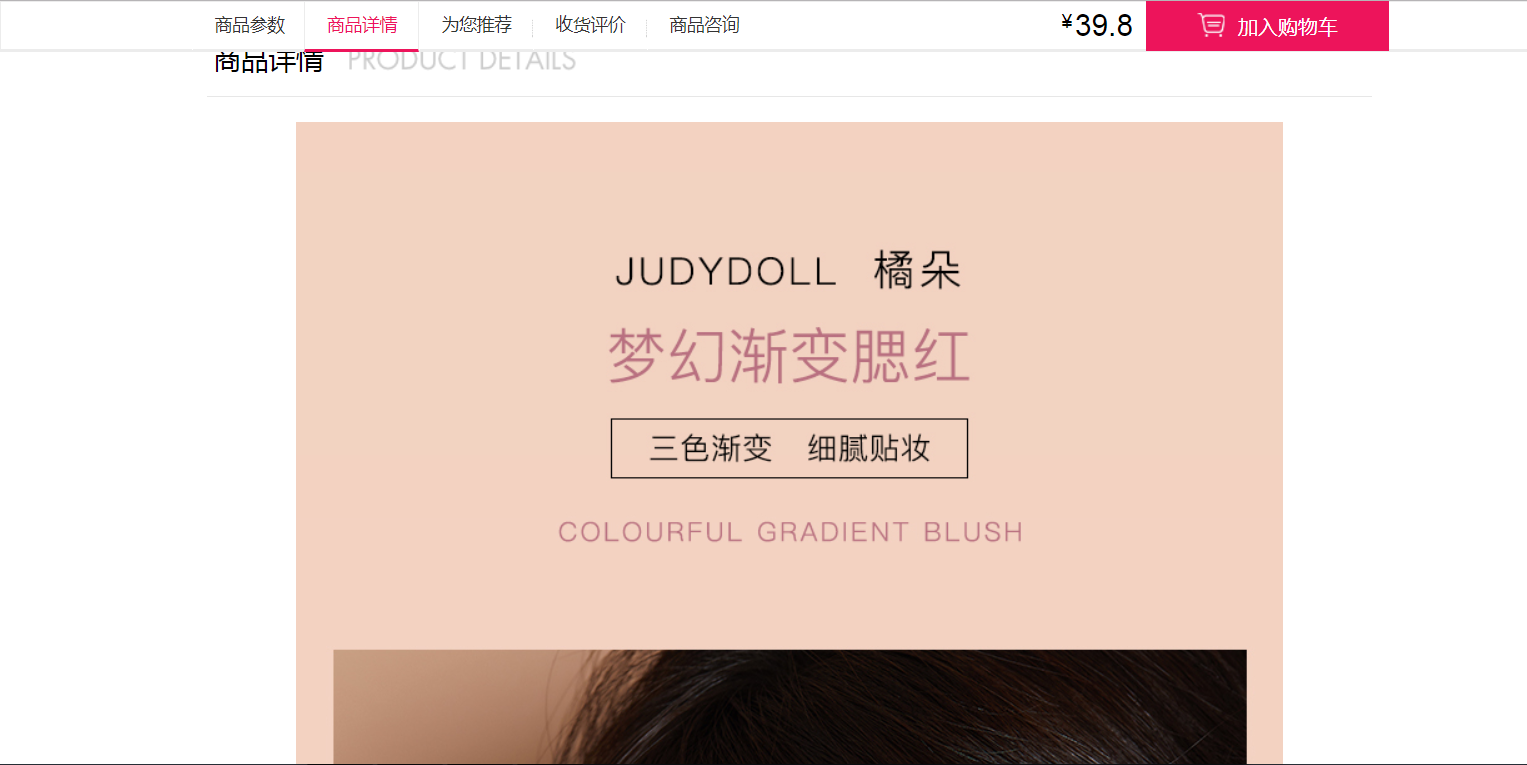 商品参数 商品详情 为您推荐 收货评价 商品咨询 ¥39.8 加入购物车
商品详情 PRODUCT DETAILS
JUDYDOLL 橘朵
梦幻渐变腮红
三色渐变 细腻贴妆
COLOURFUL GRADIENT BLUSH